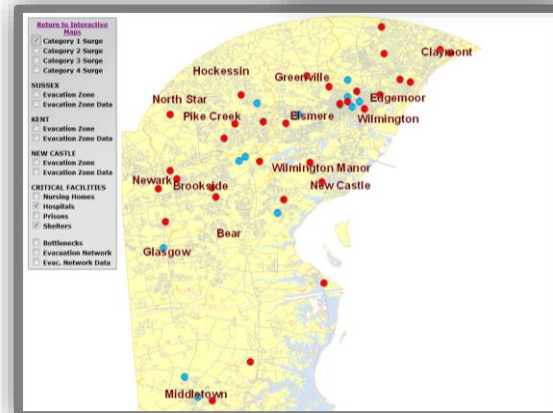 Return to Interactive
Maps
Category 1 Surge
Category 2 Surge
Category 3 Surge
Category 4 Surge
SUSSEX
Evacation Zone
Evacuation Zone Data
KENT
Evacation Zone
Evacuation Zone Data
NEW CASTLE
Evacation Zone
Evacuation Zone Data
CRITICAL FACILITIES
Nursing Homes
Hospitals
Prisons
Shelters
Bottlenecks
Evacuation Network
Evac. Network Data
Claymont
Hockessin
Greenville
North Star
Edgemoor
Pike Creek
Elsmere
Wilmington
Wilmington Manor
Newark
Brookside
New Castle
Bear
Glasgow
Middletown